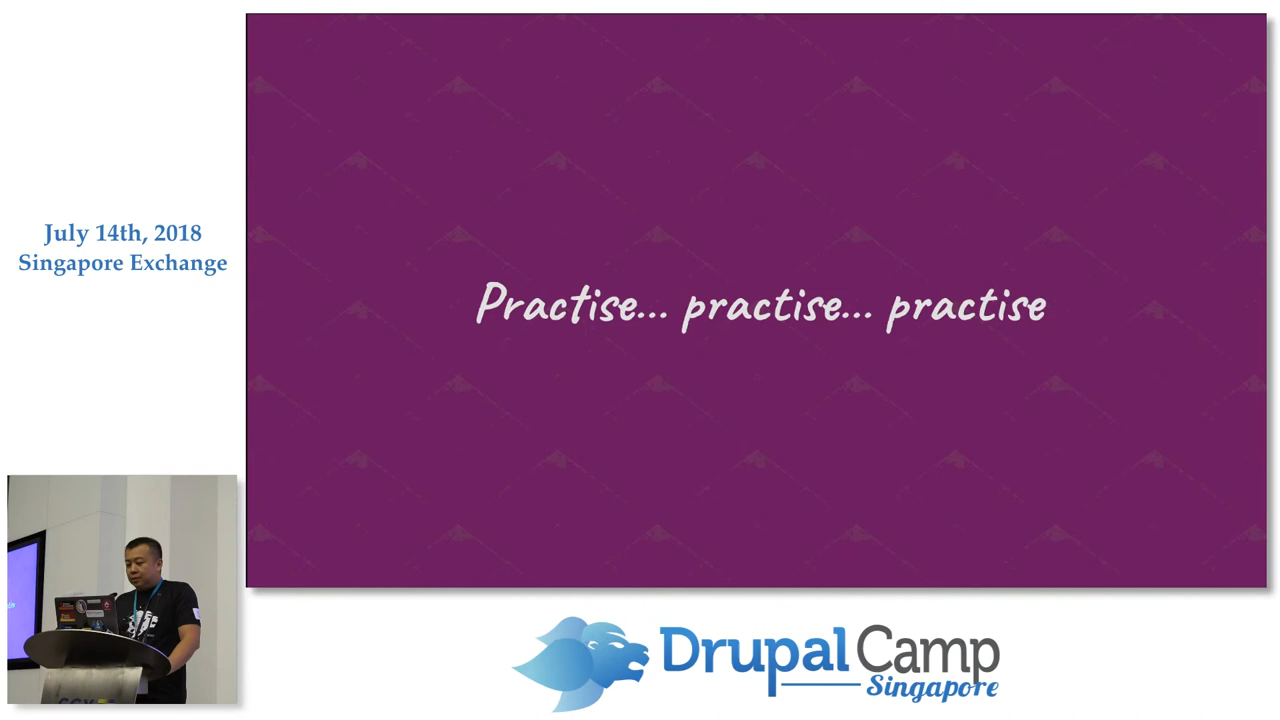 July 14th, 2018
Singapore Exchange
Practise... practise... practise
DrupalCamp
Singapore